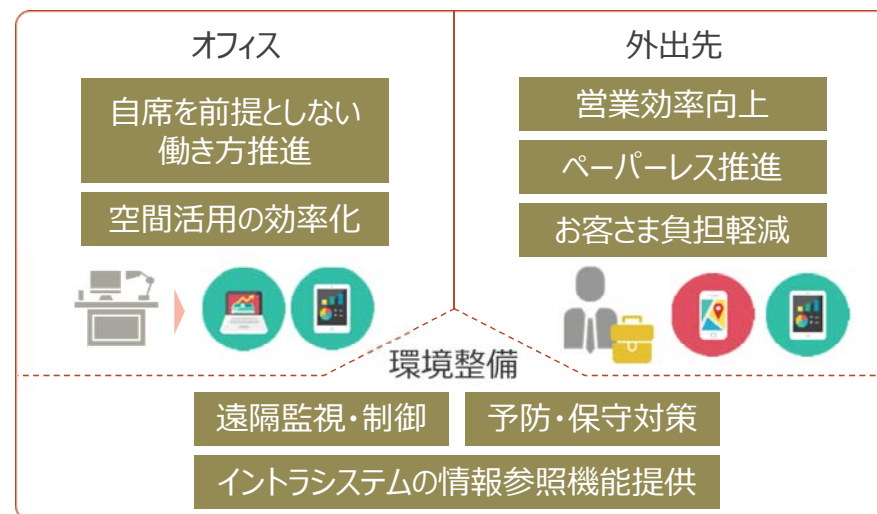 オフィス
自席を前提としない
働き方推進
空間活用の効率化
外出先
営業効率向上
ペーパーレス推進
お客さま負担軽減
環境整備
遠隔監視・制御
予防・保守対策
イントラシステムの情報参照機能提供